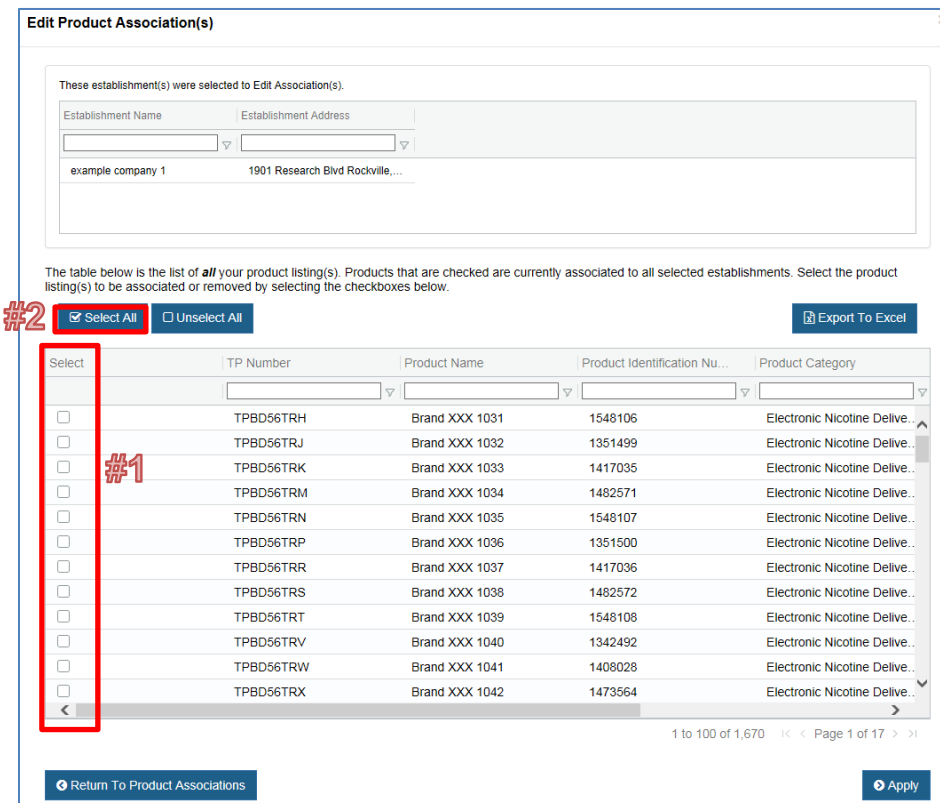 Edit Product Association(s)
These establishment(s) were selected to Edit Association(s).
Establishment Name Establishment Address
example company 1 1901 Research Blvd Rockville,...
The table below is the list of all your product listing(s). Products that are checked are currently associated to all selected establishments. Select the product
listing(s) to be associated or removed by selecting the checkboxes below.
#2 Select All Unselect All Export To Excel
Select TP Number Product Name Product Identification Nu... Product Category
TPBD56TRH Brand XXX 1031 1548106 Electronic Nicotine Delive..
TPBD56TRJ Brand XXX 1032 1351499 Electronic Nicotine Delive..
#1 TPBD56TRK Brand XXX 1033 1417035 Electronic Nicotine Delive..
TPBD56TRM Brand XXX 1034 1482571 Electronic Nicotine Delive..
TPBD56TRN Brand XXX 1035 1548107 Electronic Nicotine Delive..
TPBD56TRP Brand XXX 1036 1351500 Electronic Nicotine Delive..
TPBD56TRR Brand XXX 1037 1417036 Electronic Nicotine Delive..
TPBD56TRS Brand XXX 1038 1482572 Electronic Nicotine Delive..
TPBD56TRT Brand XXX 1039 1548108 Electronic Nicotine Delive..
TPBD56TRV Brand XXX 1040 1342492 Electronic Nicotine Delive..
TPBD56TRW Brand XXX 1041 1408028 Electronic Nicotine Delive..
TPBD56TRX Brand XXX 1042 1473564 Electronic Nicotine Delive..
1 to 100 of 1,670 Page 1 of 17
Return To Product Associations Apply